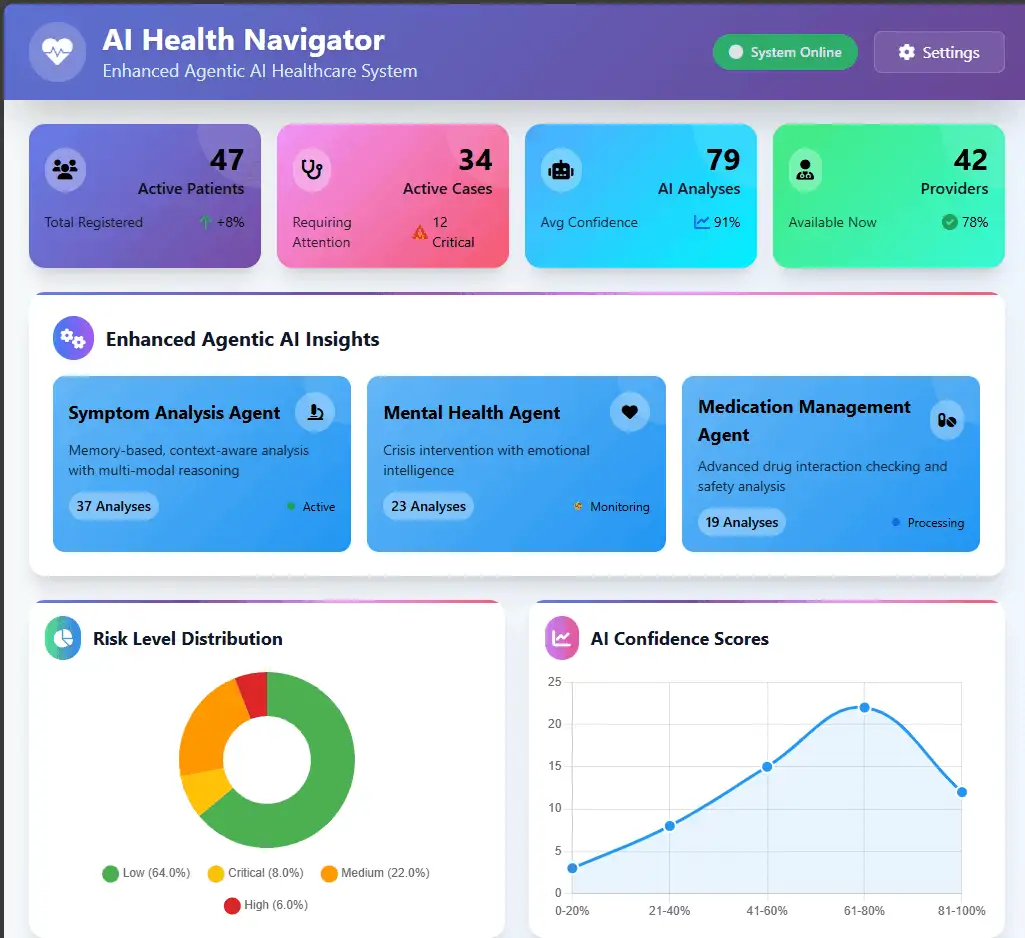 AI Health Navigator
Enhanced Agentic AI Healthcare System
System Online
Settings
47
Active Patients
Total Registered
+8%
34
Active Cases
Requiring
Attention
12
Critical
79
AI Analyses
Avg Confidence
91%
42
Providers
Available Now
78%
Enhanced Agentic AI Insights
Symptom Analysis Agent
Memory-based, context-aware analysis
with multi-modal reasoning
37 Analyses
Active
Mental Health Agent
Crisis intervention with emotional
intelligence
23 Analyses
Monitoring
Medication Management
Agent
Advanced drug interaction checking and
safety analysis
19 Analyses
Processing
Risk Level Distribution
Low (64.0%)
Critical (8.0%)
Medium (22.0%)
High (6.0%)
AI Confidence Scores
25
20
15
10
5
0
0-20%
21-40%
41-60%
61-80%
81-100%